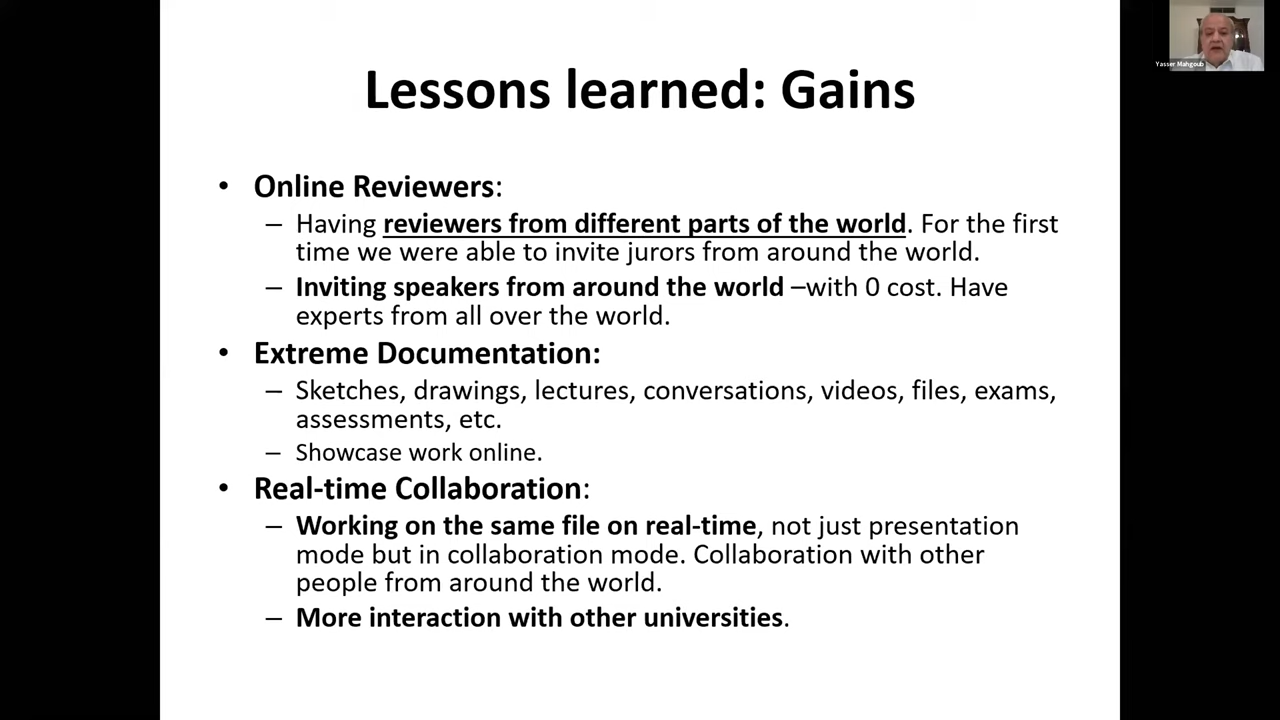 Lessons learned: Gains
Yasser Mahgoub
• Online Reviewers:
– Having reviewers from different parts of the world. For the first
time we were able to invite jurors from around the world.
– Inviting speakers from around the world –with 0 cost. Have
experts from all over the world.
• Extreme Documentation:
– Sketches, drawings, lectures, conversations, videos, files, exams,
assessments, etc.
– Showcase work online.
• Real-time Collaboration:
– Working on the same file on real-time, not just presentation
mode but in collaboration mode. Collaboration with other
people from around the world.
– More interaction with other universities.